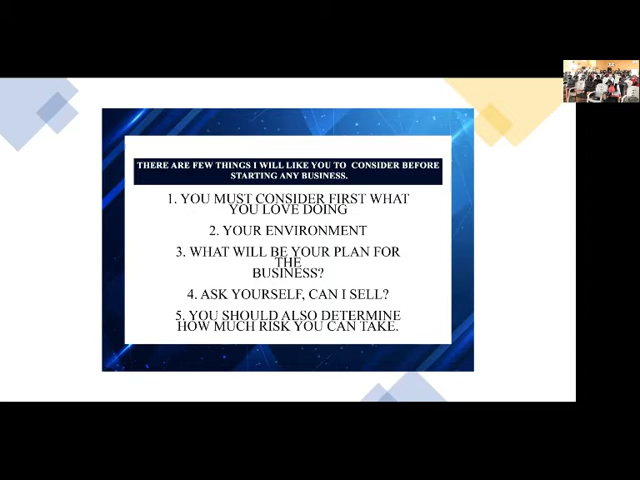 THERE ARE FEW THINGS I WILL LIKE YOU TO CONSIDER BEFORE
STARTING ANY BUSINESS.
1. YOU MUST CONSIDER FIRST WHAT
YOU LOVE DOING
2. YOUR ENVIRONMENT
3. WHAT WILL BE YOUR PLAN FOR
THE
BUSINESS?
4. ASK YOURSELF, CAN I SELL?
5. YOU SHOULD ALSO DETERMINE
HOW MUCH RISK YOU CAN TAKE.